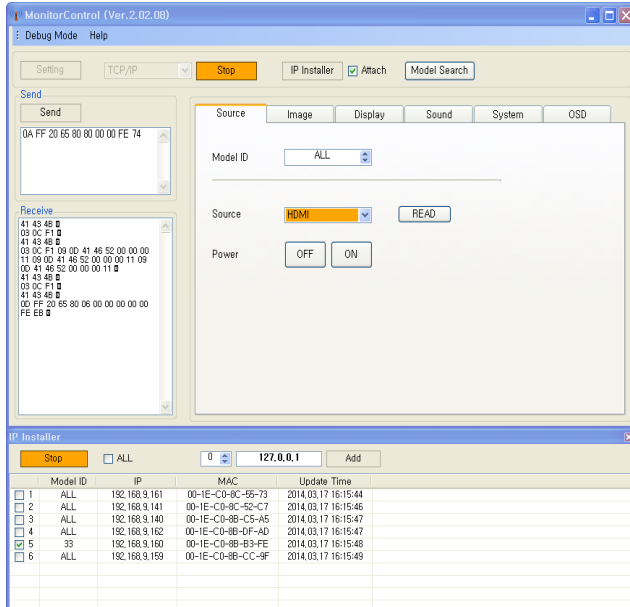 MonitorControl (Ver.2.02.08)
Debug Mode Help
Setting TCP/IP Stop IP Installer Attach Model Search
Send
Send
0A FF 20 65 80 80 00 00 FE 74
Receive
41 43 4B
03 0C F1
41 43 4B
03 0C F1 09 0D 41 46 52 00 00 00
11 09 0D 41 46 52 00 00 00 11 09
0D 41 46 52 00 00 00 11
41 43 4B
03 0C F1
41 43 4B
0D FF 20 65 80 06 00 00 00 00 00
FE EB
Source Image Display Sound System OSD
Model ID ALL
Source HDMI READ
Power OFF ON
IP Installer
Stop ALL 0 127.0.0.1 Add
Model ID IP MAC Update Time
1 ALL 192.168.9.161 00-1E-C0-8C-55-73 2014.03.17 16:15:44
2 ALL 192.168.9.141 00-1E-C0-8C-52-C7 2014.03.17 16:15:46
3 ALL 192.168.9.140 00-1E-C0-8B-C5-A5 2014.03.17 16:15:47
4 ALL 192.168.9.162 00-1E-C0-8B-DF-AD 2014.03.17 16:15:47
5 33 192.168.9.160 00-1E-C0-8B-B3-FE 2014.03.17 16:15:48
6 ALL 192.168.9.159 00-1E-C0-8B-CC-9F 2014.03.17 16:15:49